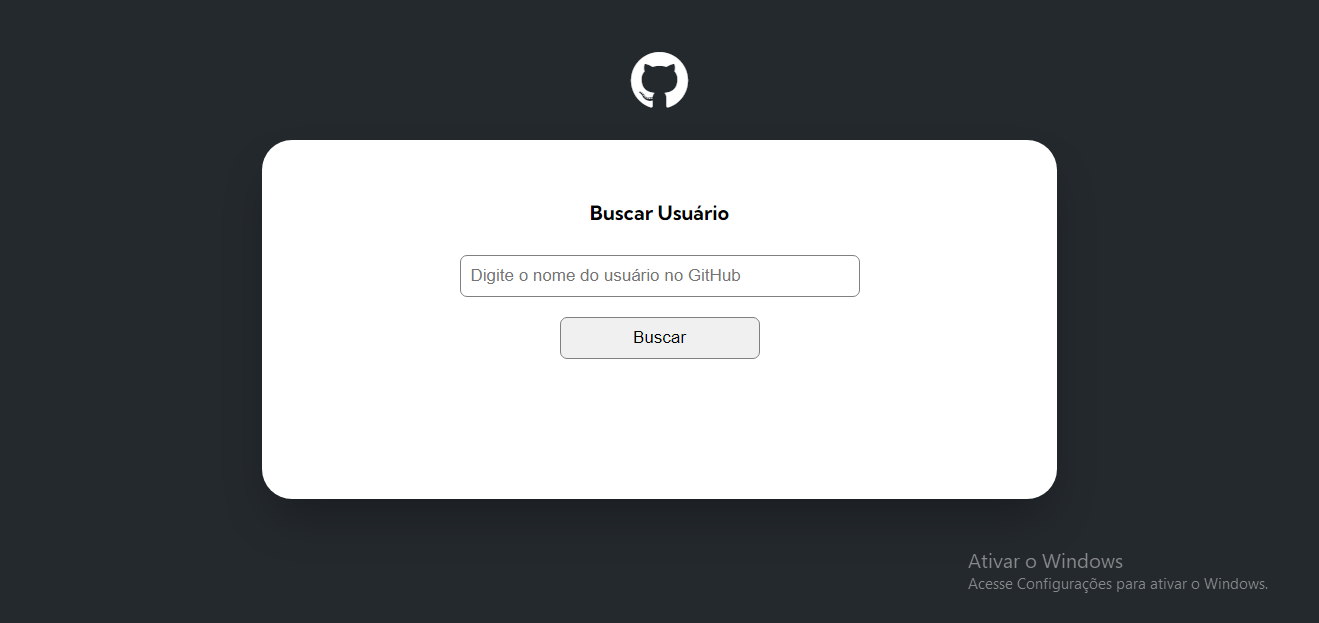 Buscar Usuário
Digite o nome do usuário no GitHub
Buscar
Ativar o Windows
Acesse Configurações para ativar o Windows.